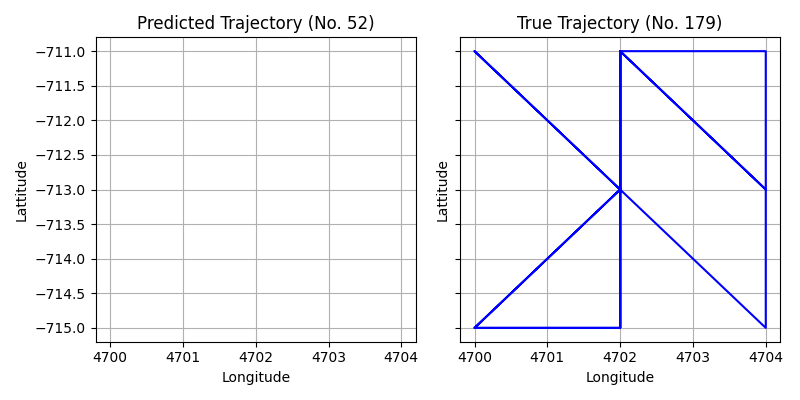 Predicted Trajectory (No. 52)
True Trajectory (No. 179)
Lattitude
−711.0
−711.5
−712.0
−712.5
−713.0
−713.5
−714.0
−714.5
−715.0
Lattitude
4700 4701 4702 4703 4704
4700 4701 4702 4703 4704
Longitude
Longitude